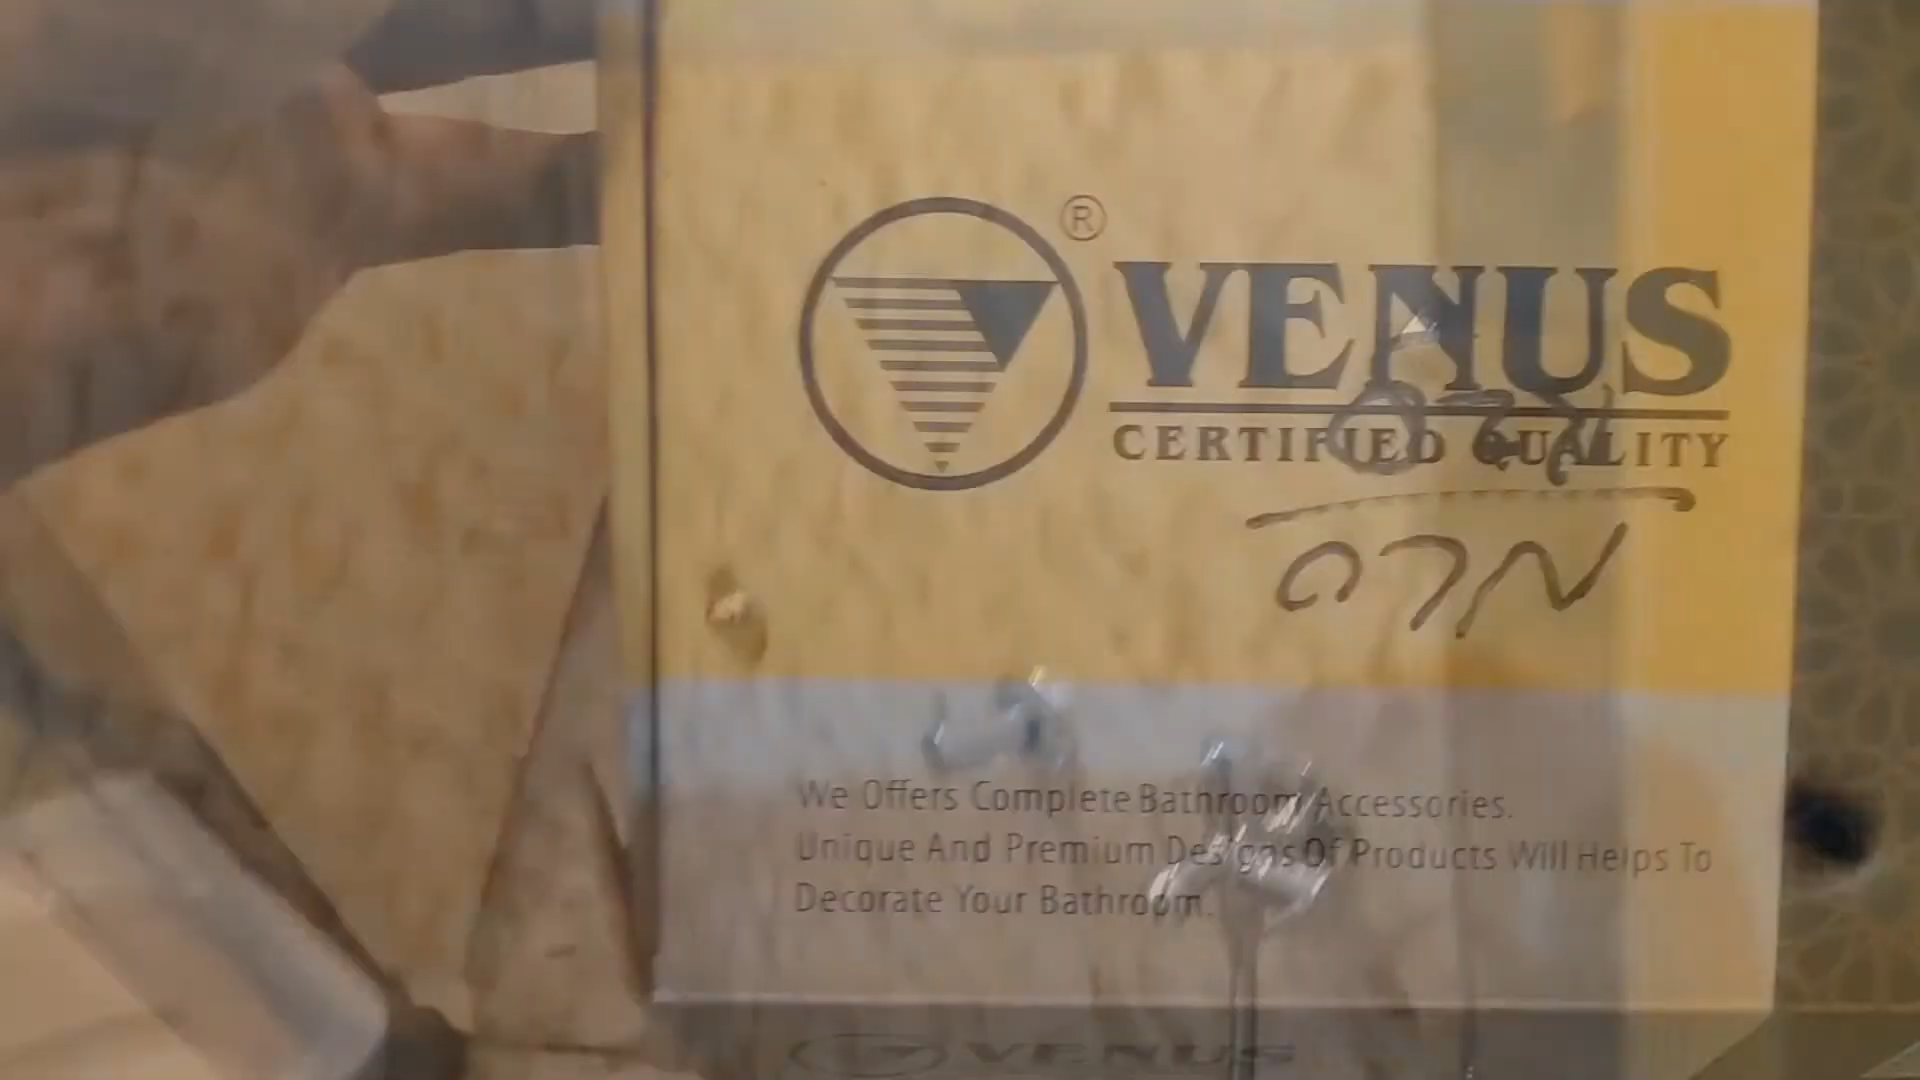 ®
VENUS
CERTIFIED QUALITY
We Offers Complete Bathroom Accessories.
Unique And Premium Designs Of Products Will Helps To
Decorate Your Bathroom.
VENUS